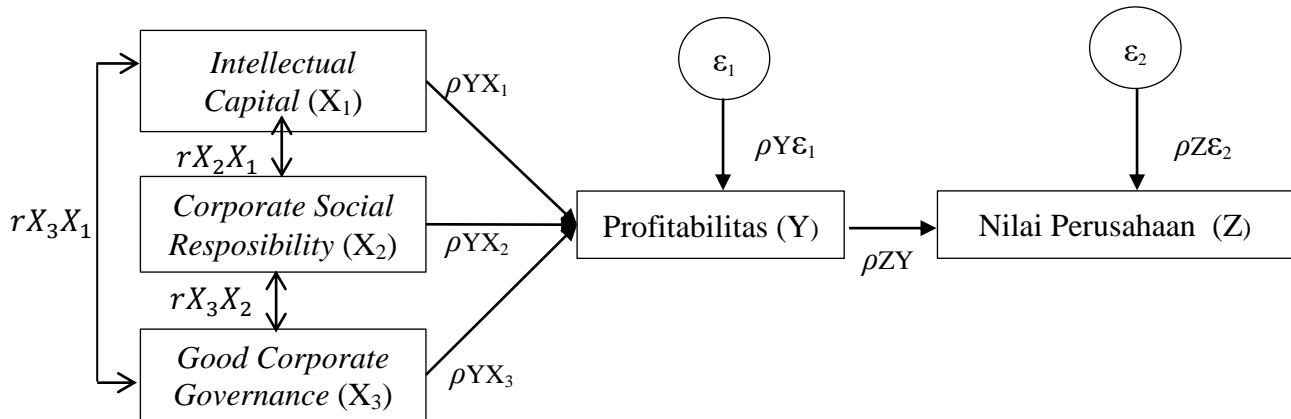 Intellectual
Capital (X₁)
rX₂X₁
rX₃X₁
Corporate Social
Resposibility (X₂)
rX₃X₂
Good Corporate
Governance (X₃)
ρYX₁
ρYX₂
ρYX₃
ε₁
ρYε₁
Profitabilitas (Y)
ρZY
ε₂
ρZε₂
Nilai Perusahaan (Z)